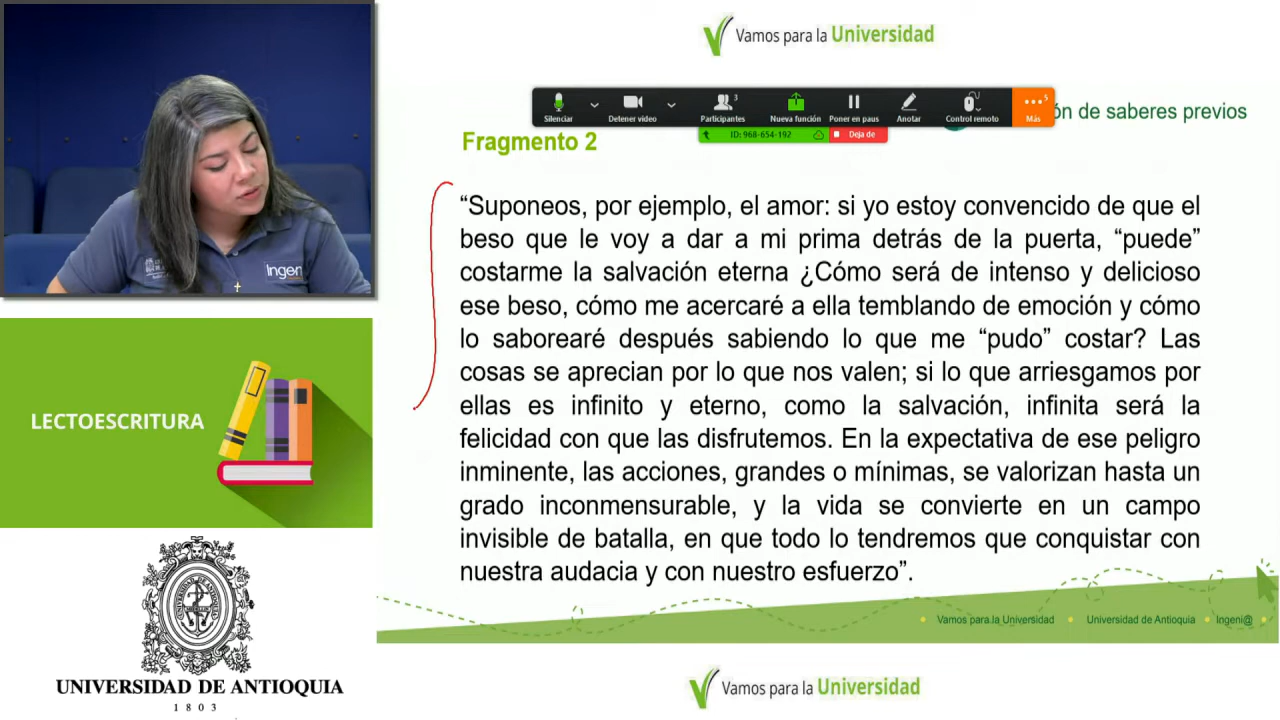 Vamos para la Universidad
Silenciar
Detener video
3
Participantes
Nueva función
Poner en paus
Anotar
Control remoto
5
Más
ón de saberes previos
ID: 968-654-192
Deja de
Fragmento 2
“Suponeos, por ejemplo, el amor: si yo estoy convencido de que el
beso que le voy a dar a mi prima detrás de la puerta, “puede”
costarme la salvación eterna ¿Cómo será de intenso y delicioso
ese beso, cómo me acercaré a ella temblando de emoción y cómo
lo saborearé después sabiendo lo que me “pudo” costar? Las
cosas se aprecian por lo que nos valen; si lo que arriesgamos por
ellas es infinito y eterno, como la salvación, infinita será la
felicidad con que las disfrutemos. En la expectativa de ese peligro
inminente, las acciones, grandes o mínimas, se valorizan hasta un
grado inconmensurable, y la vida se convierte en un campo
invisible de batalla, en que todo lo tendremos que conquistar con
nuestra audacia y con nuestro esfuerzo”.
ingeni
LECTOESCRITURA
UNIVERSIDAD DE ANTIOQUIA
1803
Vamos para la Universidad
Universidad de Antioquia
Ingeni@
Vamos para la Universidad